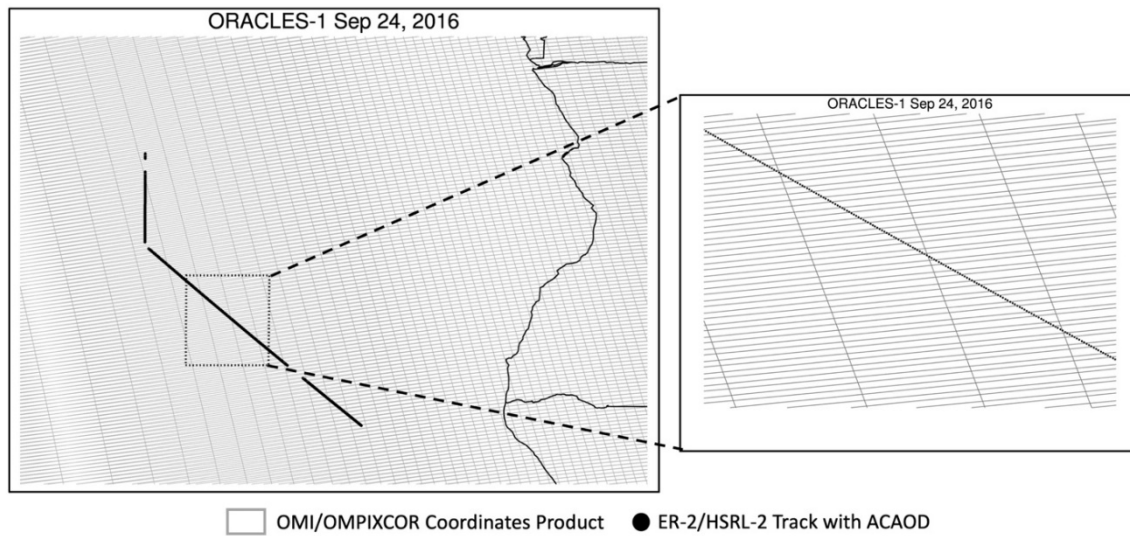 ORACLES-1 Sep 24, 2016
ORACLES-1 Sep 24, 2016
OMI/OMPIXCOR Coordinates Product
ER-2/HSRL-2 Track with ACAOD